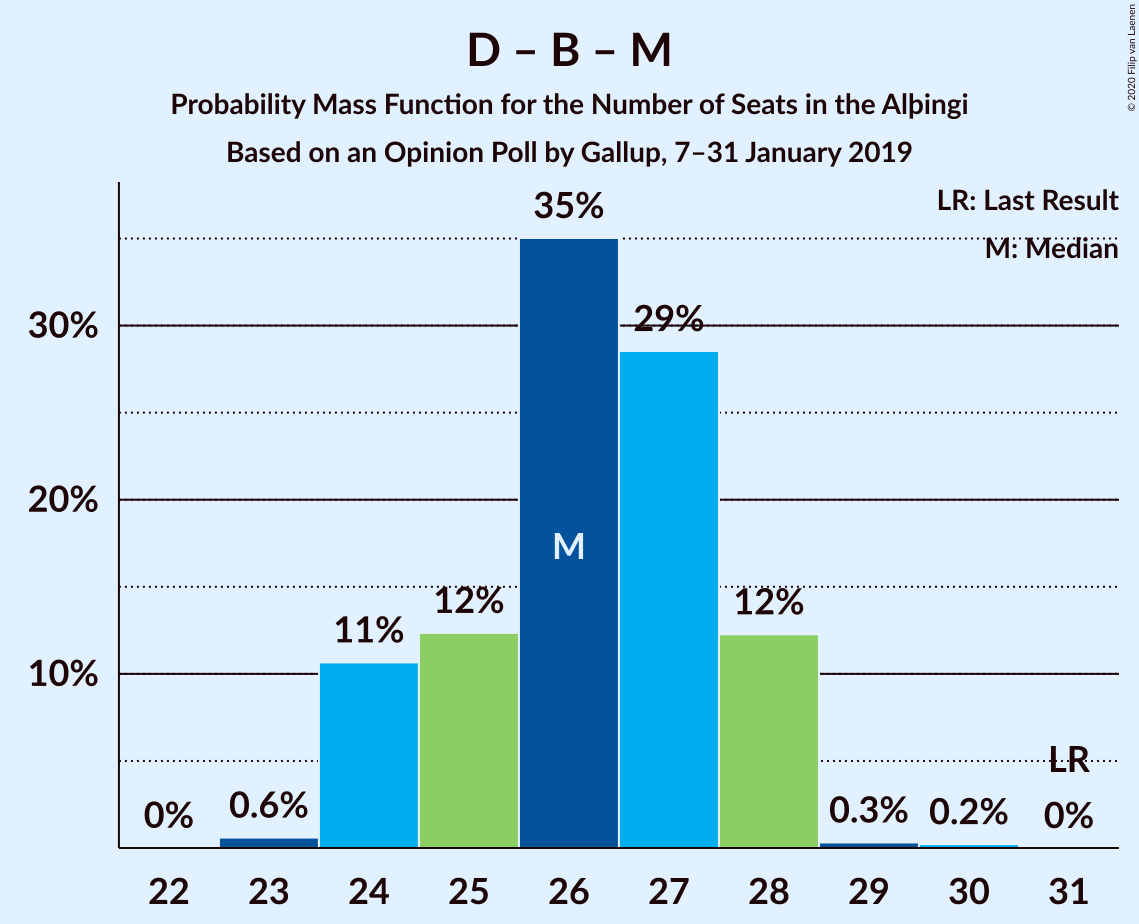 D – B – M
Probability Mass Function for the Number of Seats in the Alþingi
Based on an Opinion Poll by Gallup, 7–31 January 2019
© 2020 Filip van Laenen
LR: Last Result
M: Median
35%
30%
29%
20%
M
12%
12%
11%
10%
LR
0%
0.6%
0.3%
0.2%
0%
22 23 24 25 26 27 28 29 30 31